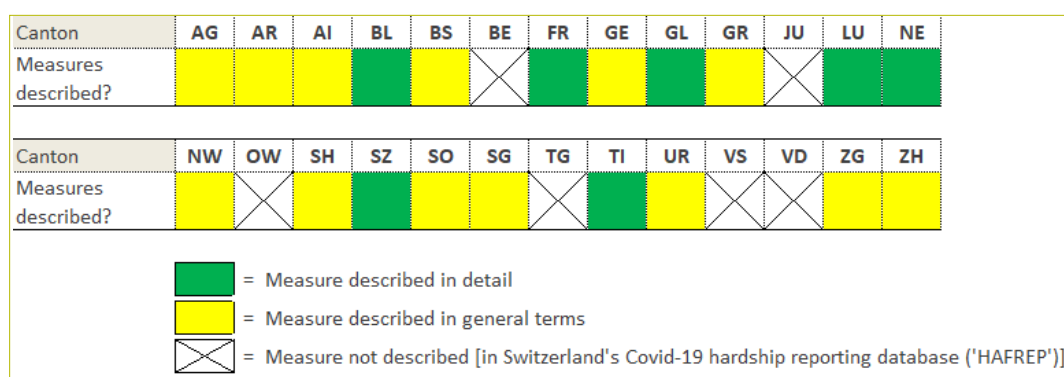 Canton AG AR AI BL BS BE FR GE GL GR JU LU NE
Measures
described?
Canton NW OW SH SZ SO SG TG TI UR VS VD ZG ZH
Measures
described?
= Measure described in detail
= Measure described in general terms
= Measure not described [in Switzerland's Covid-19 hardship reporting database ('HAFREP')]